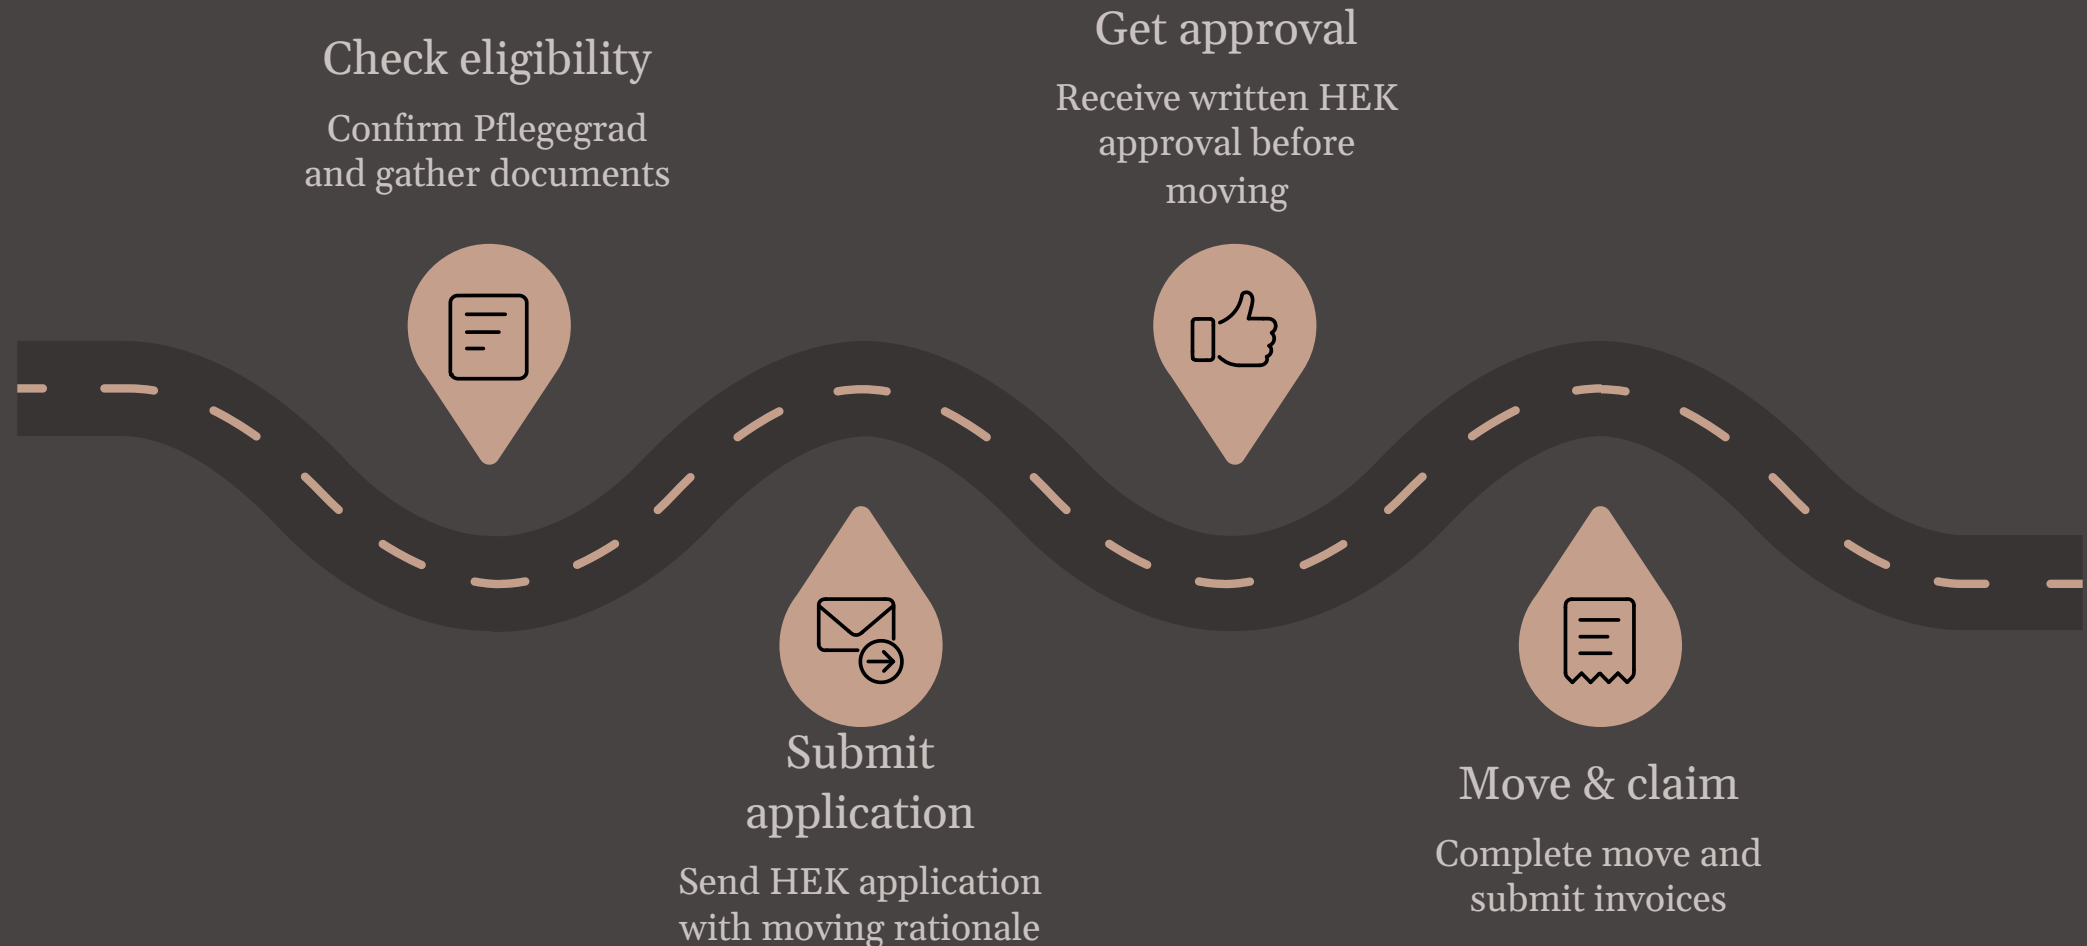 Check eligibility
Confirm Pflegegrad
and gather documents
Submit
application
Send HEK application
with moving rationale
Get approval
Receive written HEK
approval before
moving
Move & claim
Complete move and
submit invoices